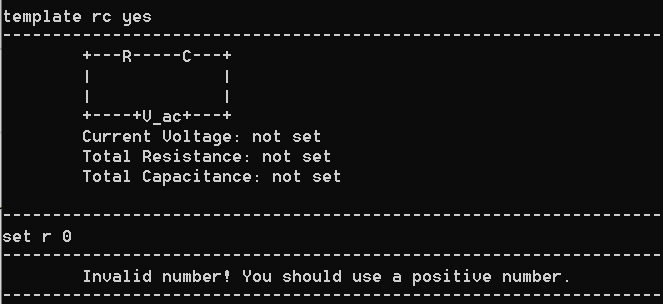 template rc yes
---------------------------------------------------------------
        +---R-----C---+
        |             |
        |             |
        +-----+V_ac+---+
        Current Voltage: not set
        Total Resistance: not set
        Total Capacitance: not set
---------------------------------------------------------------
set r 0
---------------------------------------------------------------
        Invalid number! You should use a positive number.
---------------------------------------------------------------